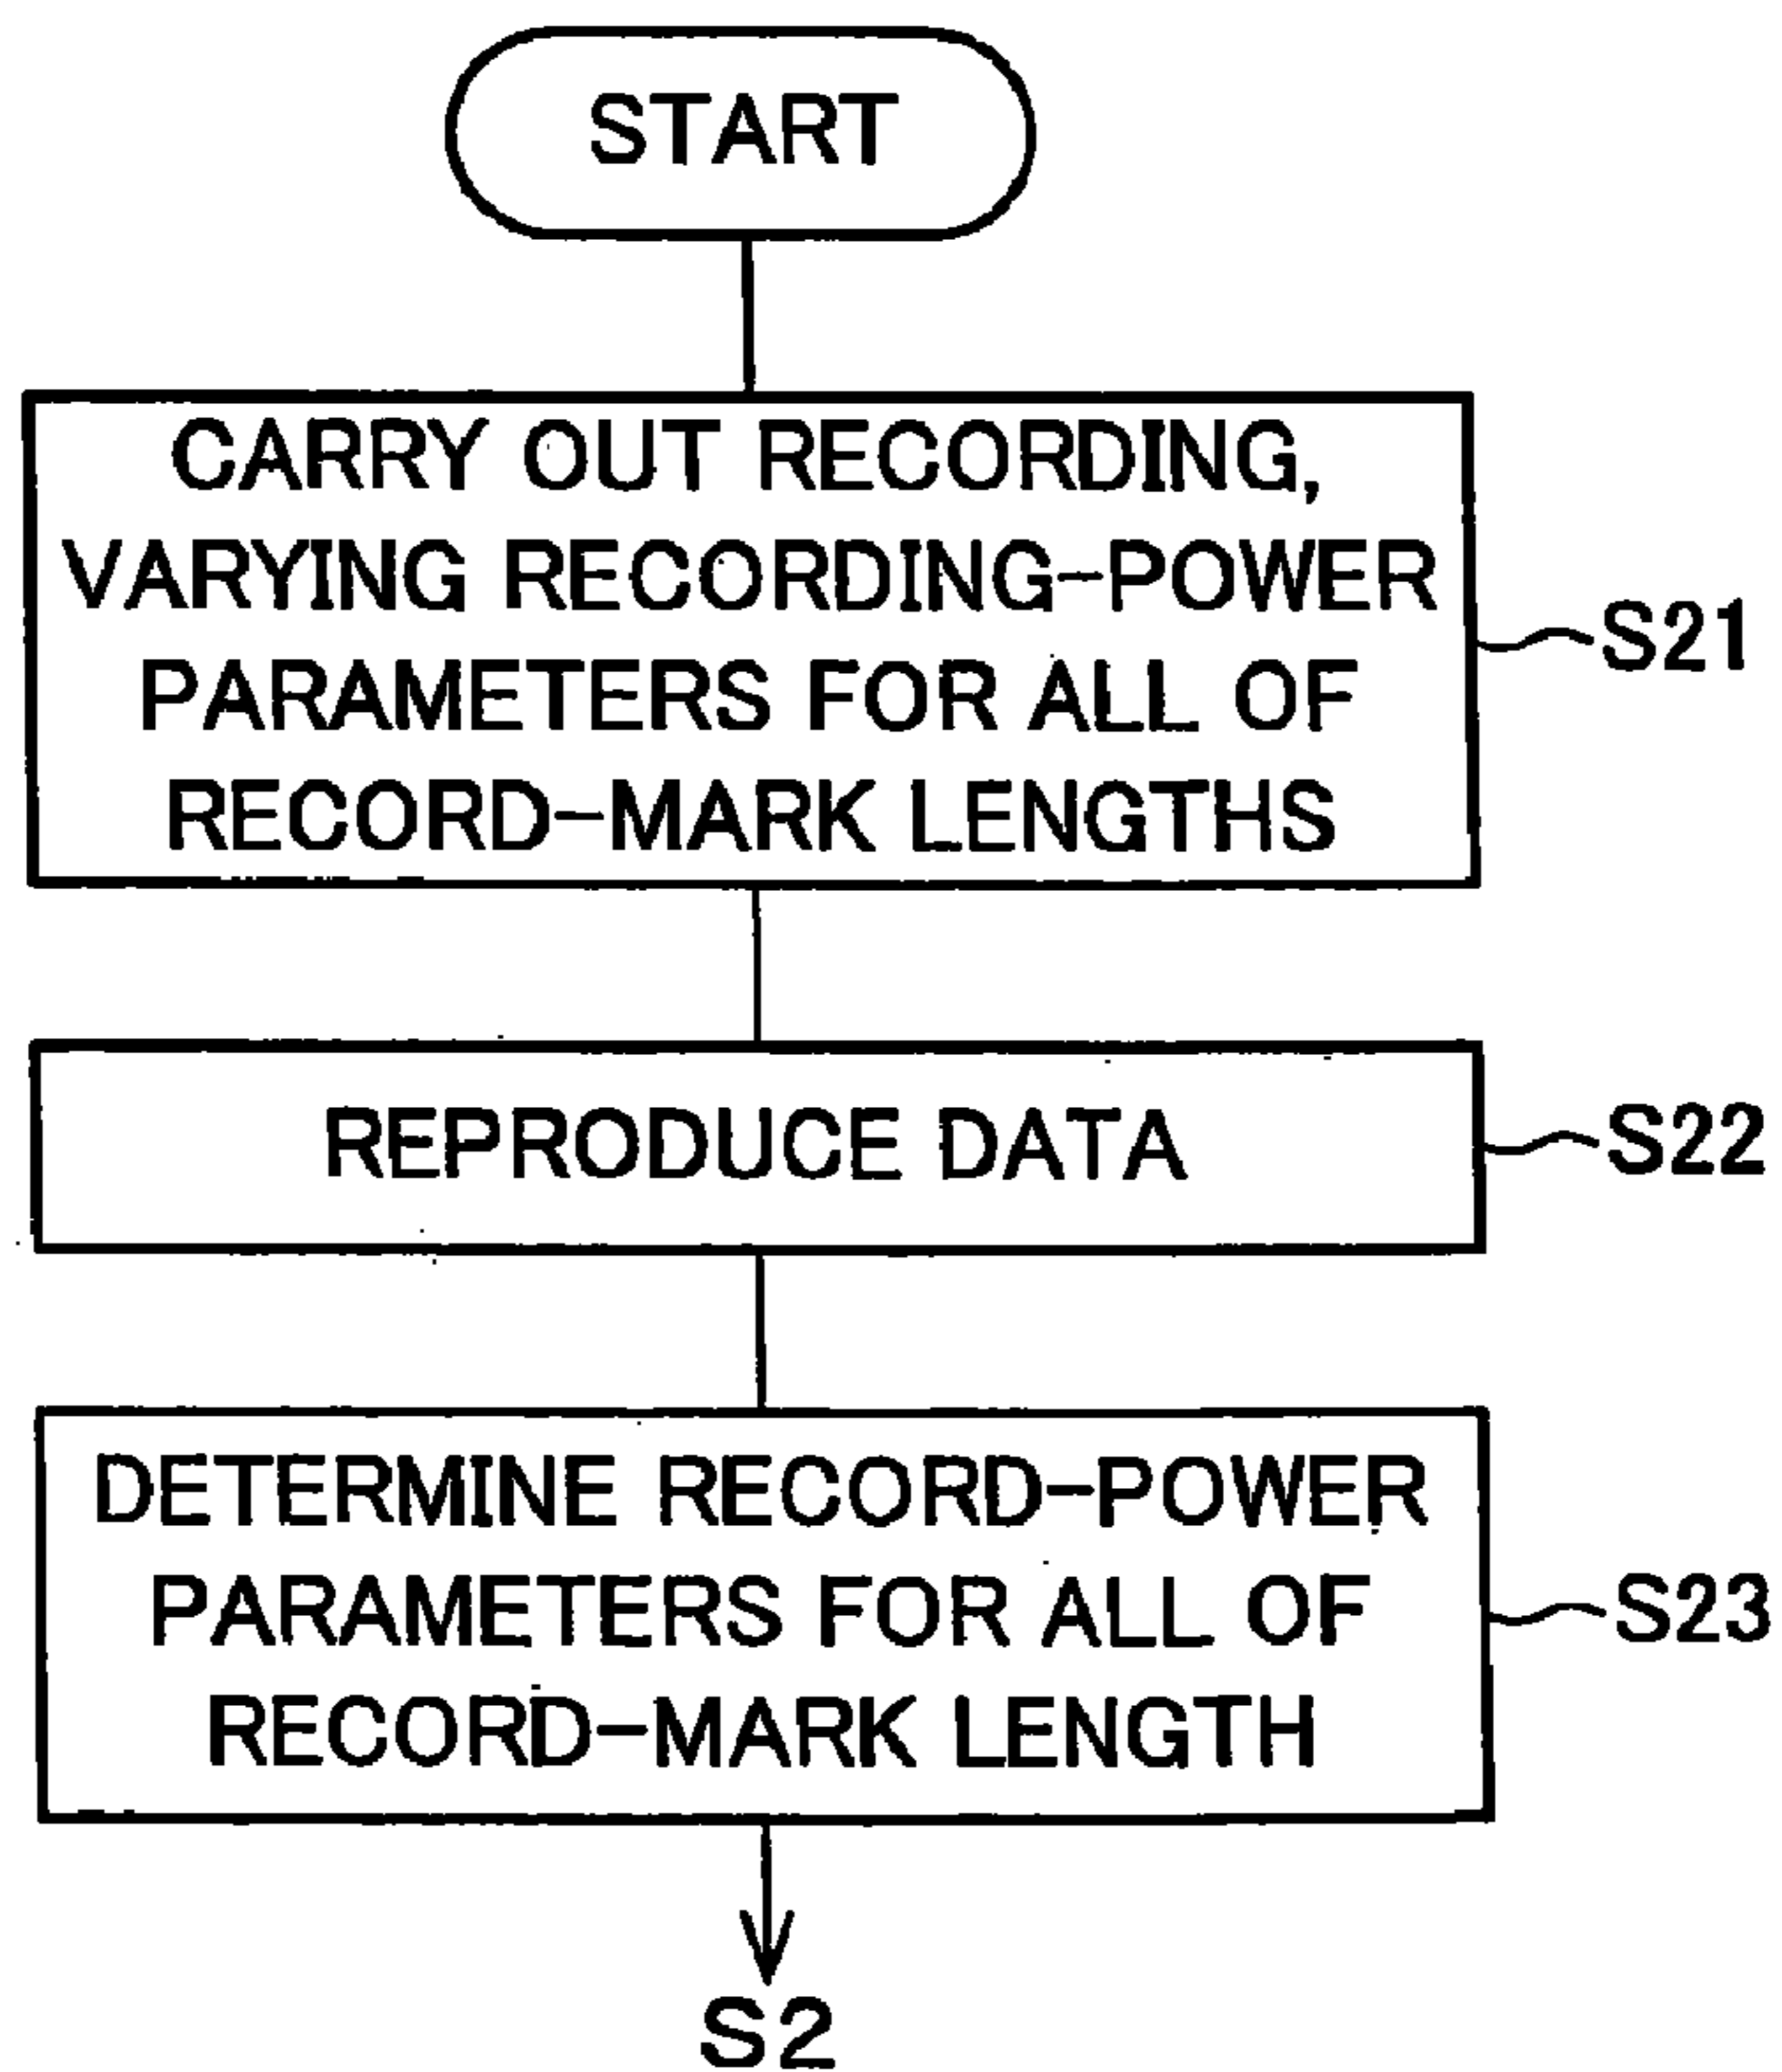 START
CARRY OUT RECORDING,
VARYING RECORDING-POWER
PARAMETERS FOR ALL OF
RECORD-MARK LENGTHS
S21
REPRODUCE DATA
S22
DETERMINE RECORD-POWER
PARAMETERS FOR ALL OF
RECORD-MARK LENGTH
S23
S2